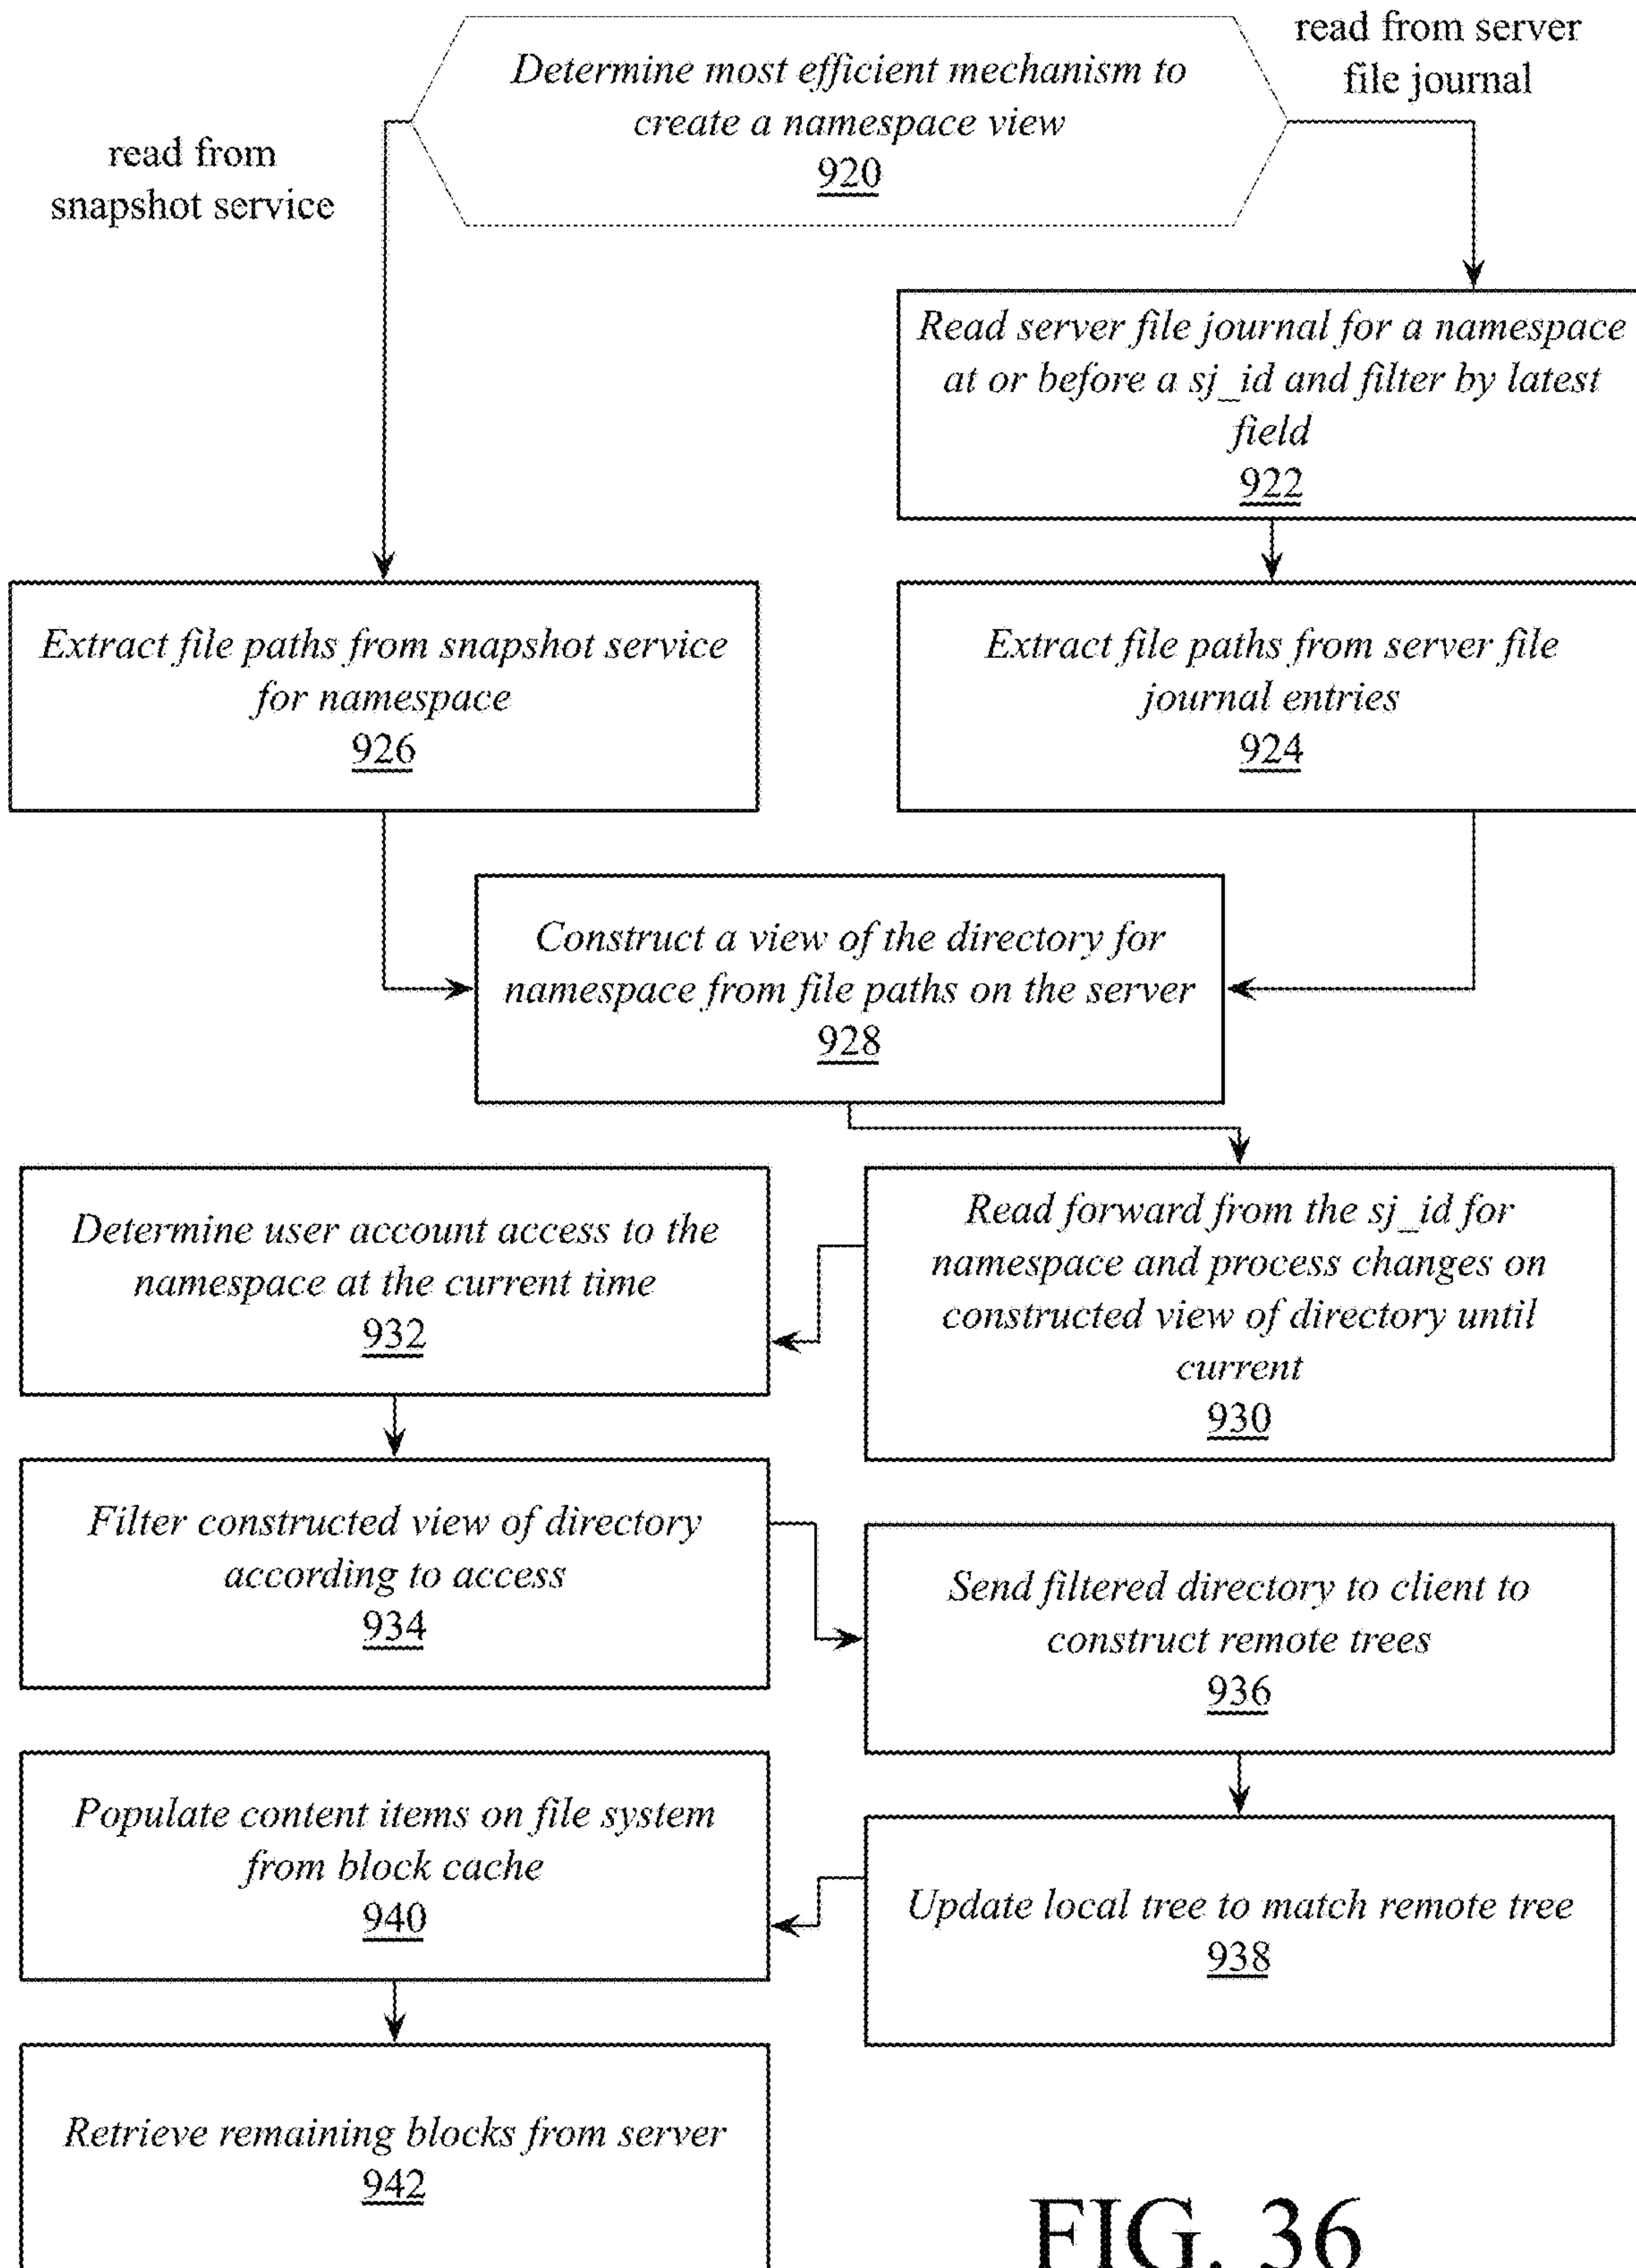 read from server
file journal
Determine most efficient mechanism to
create a namespace view
920
read from
snapshot service
Read server file journal for a namespace
at or before a sj_id and filter by latest
field
922
Extract file paths from snapshot service
for namespace
926
Extract file paths from server file
journal entries
924
Construct a view of the directory for
namespace from file paths on the server
928
Read forward from the sj_id for
namespace and process changes on
constructed view of directory until
current
930
Determine user account access to the
namespace at the current time
932
Filter constructed view of directory
according to access
934
Send filtered directory to client to
construct remote trees
936
Update local tree to match remote tree
938
Populate content items on file system
from block cache
940
Retrieve remaining blocks from server
942
FIG. 36